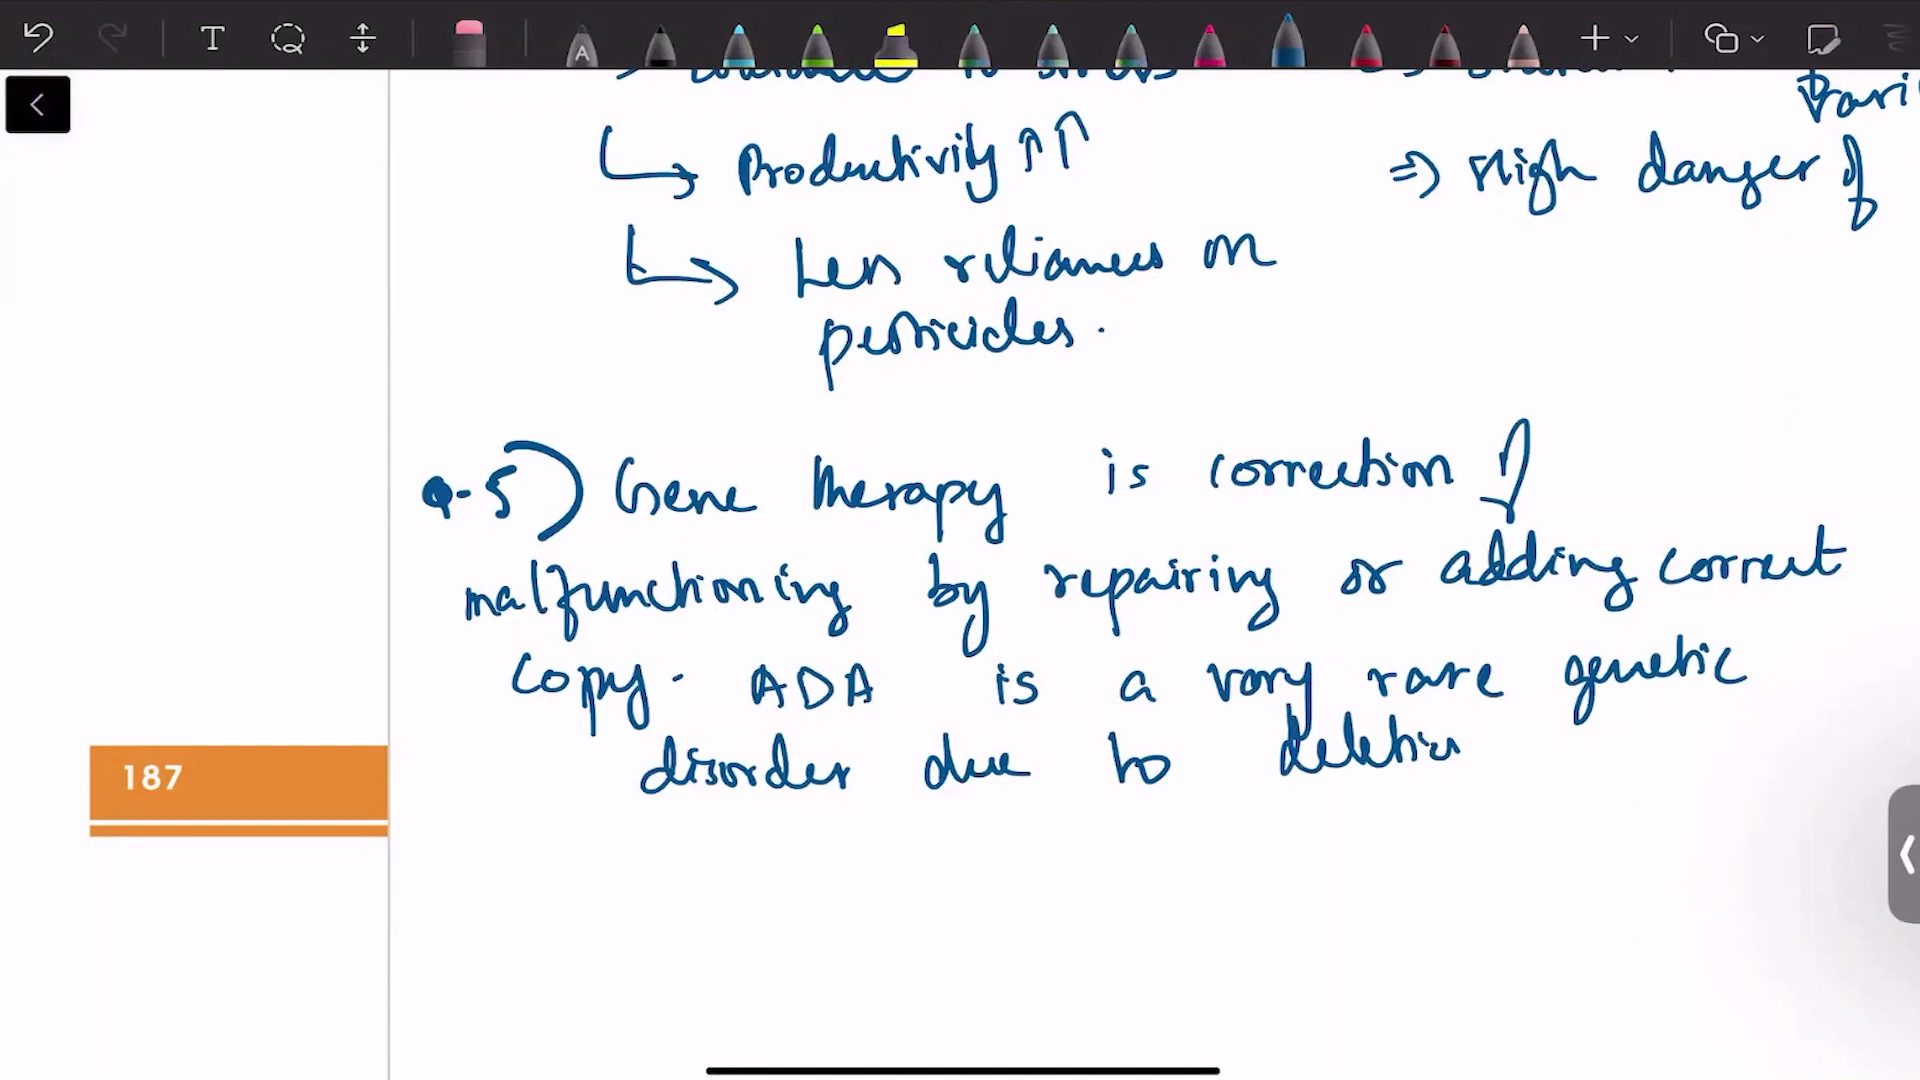 T
A
Productivity ↑↑
⇒ High danger of
Less reliances on
pesticides.
Q-5) Gene therapy is correction of
malfunctioning by repairing or adding correct
copy. ADA is a very rare genetic
disorder due to deletion
187